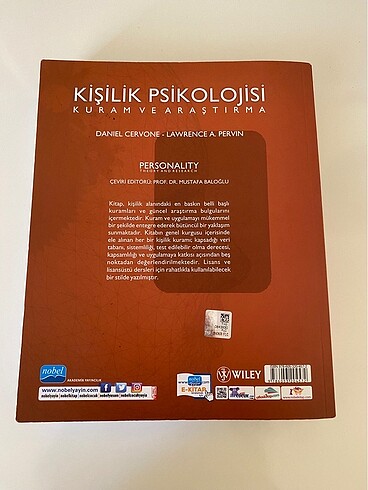 KİŞİLİK PSİKOLOJİSİ
KURAM VE ARAŞTIRMA
DANIEL CERVONE - LAWRENCE A. PERVIN
PERSONALITY
THEORY AND RESEARCH
ÇEVİRİ EDİTÖRÜ: PROF. DR. MUSTAFA BALOĞLU
Kitap, kişilik alanındaki en baskın belli başlı
kuramları ve güncel araştırma bulgularını
içermektedir. Kuram ve uygulamayı mükemmel
bir şekilde entegre ederek bütüncül bir yaklaşım
sunmaktadır. Kitabın genel kurgusu içerisinde
ele alınan her bir kişilik kuramı; kapsadığı veri
tabanı, sistemliliği, test edilebilir olma derecesi,
kapsamlılığı ve uygulamaya katkısı açısından beş
noktadan değerlendirilmektedir. Lisans ve
lisansüstü dersleri için rahatlıkla kullanılabilecek
bir stilde yazılmıştır.
nobel
AKADEMİK YAYINCILIK
WILEY
www.nobelyayin.com
E-KİTAP